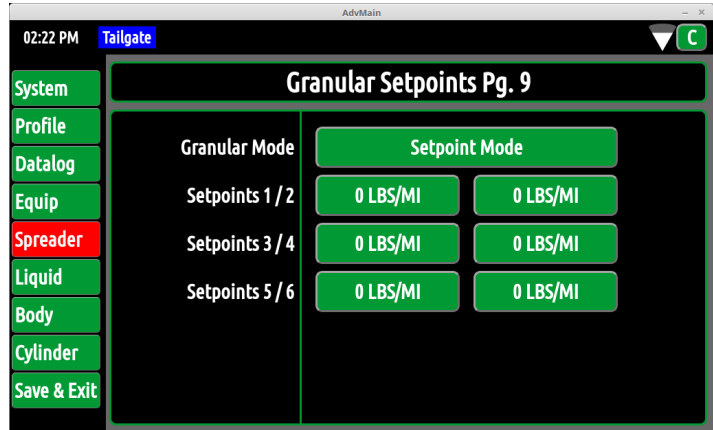 AdvMain
02:22 PM Tailgate C
Granular Setpoints Pg. 9
System
Profile
Datalog
Equip
Spreader
Liquid
Body
Cylinder
Save & Exit
Granular Mode Setpoint Mode
Setpoints 1 / 2 0 LBS/MI 0 LBS/MI
Setpoints 3 / 4 0 LBS/MI 0 LBS/MI
Setpoints 5 / 6 0 LBS/MI 0 LBS/MI